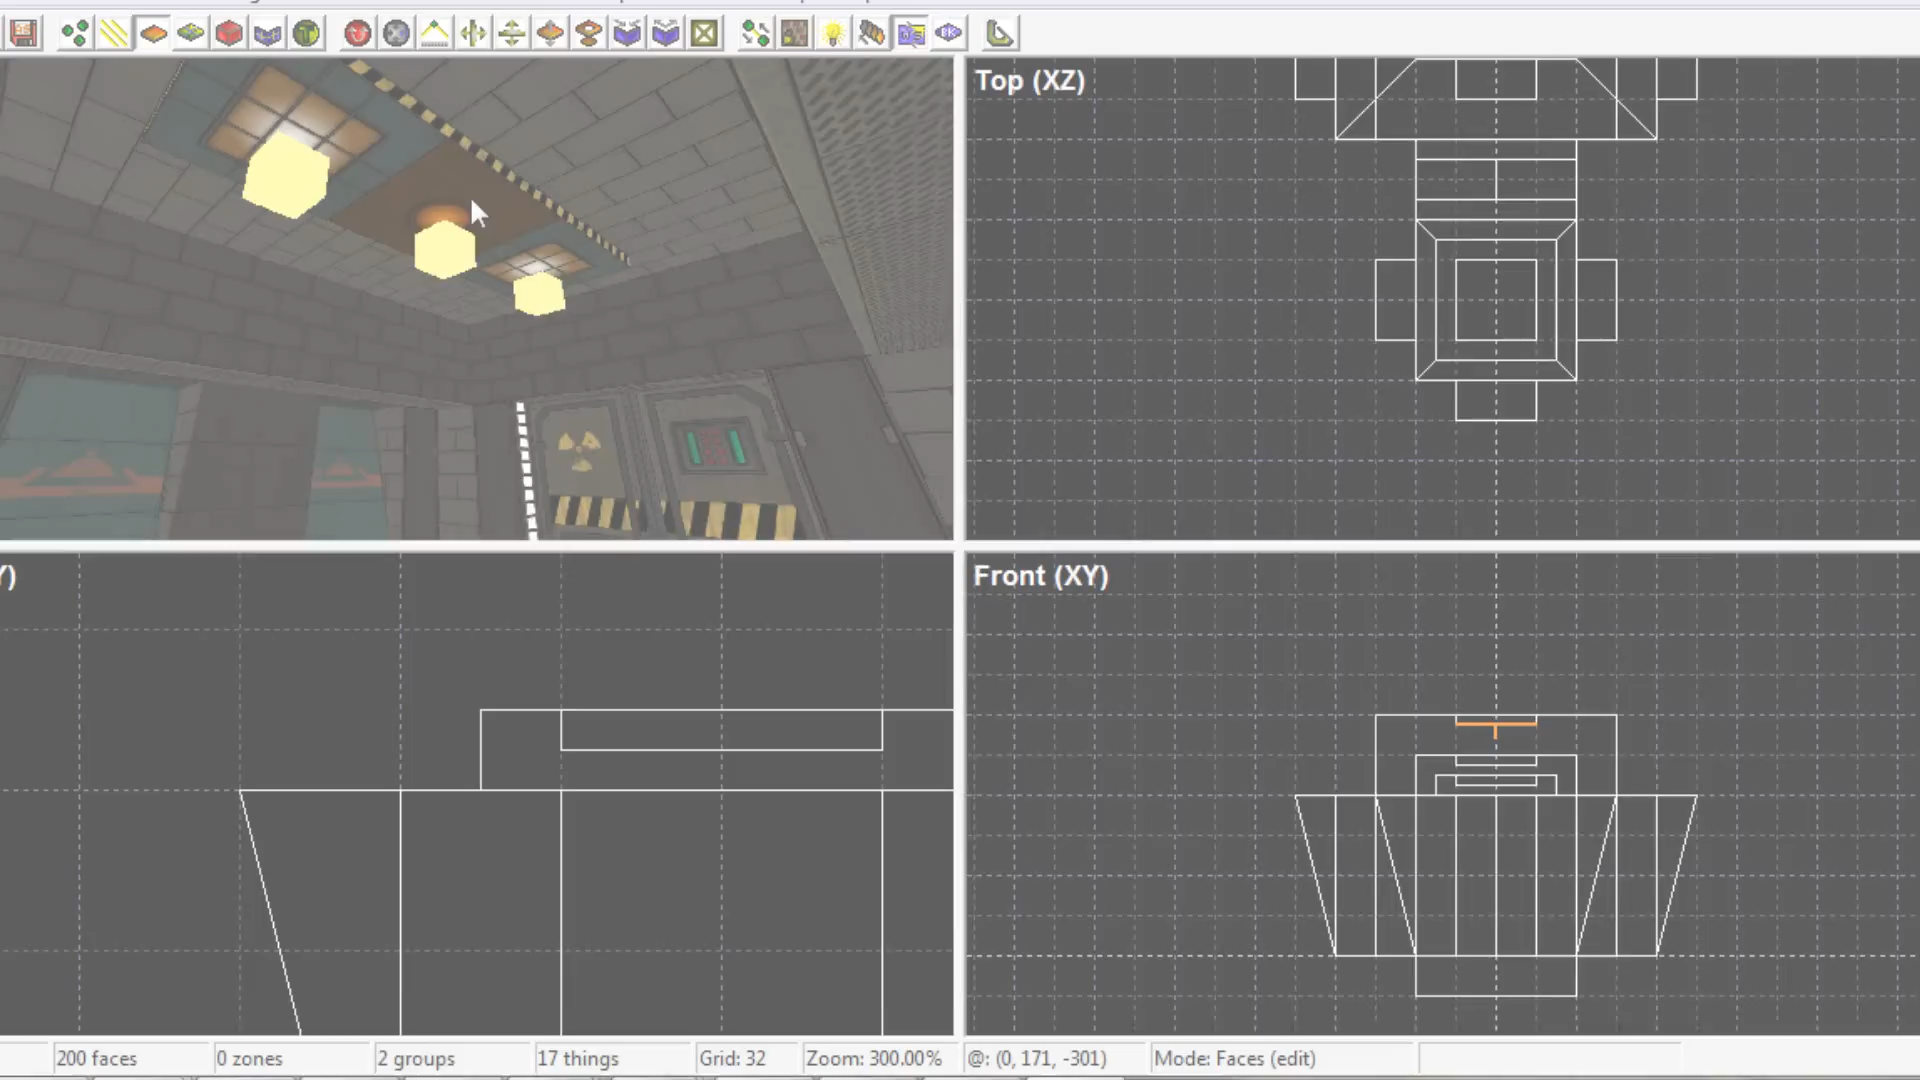 Top (XZ)
Y)
Front (XY)
200 faces
0 zones
2 groups
17 things
Grid: 32
Zoom: 300.00%
@: (0, 171, -301)
Mode: Faces (edit)